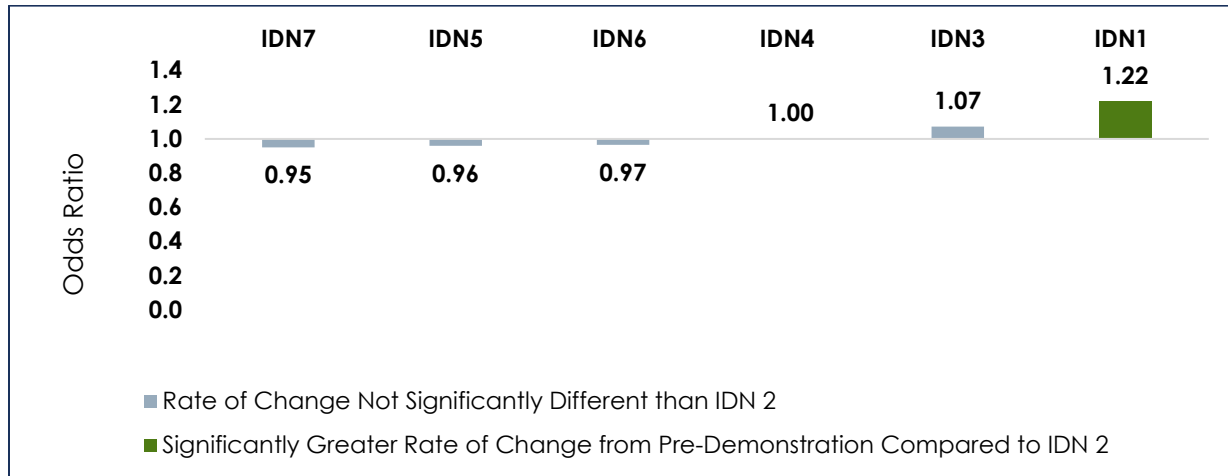 IDN7 IDN5 IDN6 IDN4 IDN3 IDN1
1.4
1.2
1.0
0.8
0.6
0.4
0.2
0.0
Odds Ratio
0.95 0.96 0.97 1.00 1.07 1.22
Rate of Change Not Significantly Different than IDN 2
Significantly Greater Rate of Change from Pre-Demonstration Compared to IDN 2